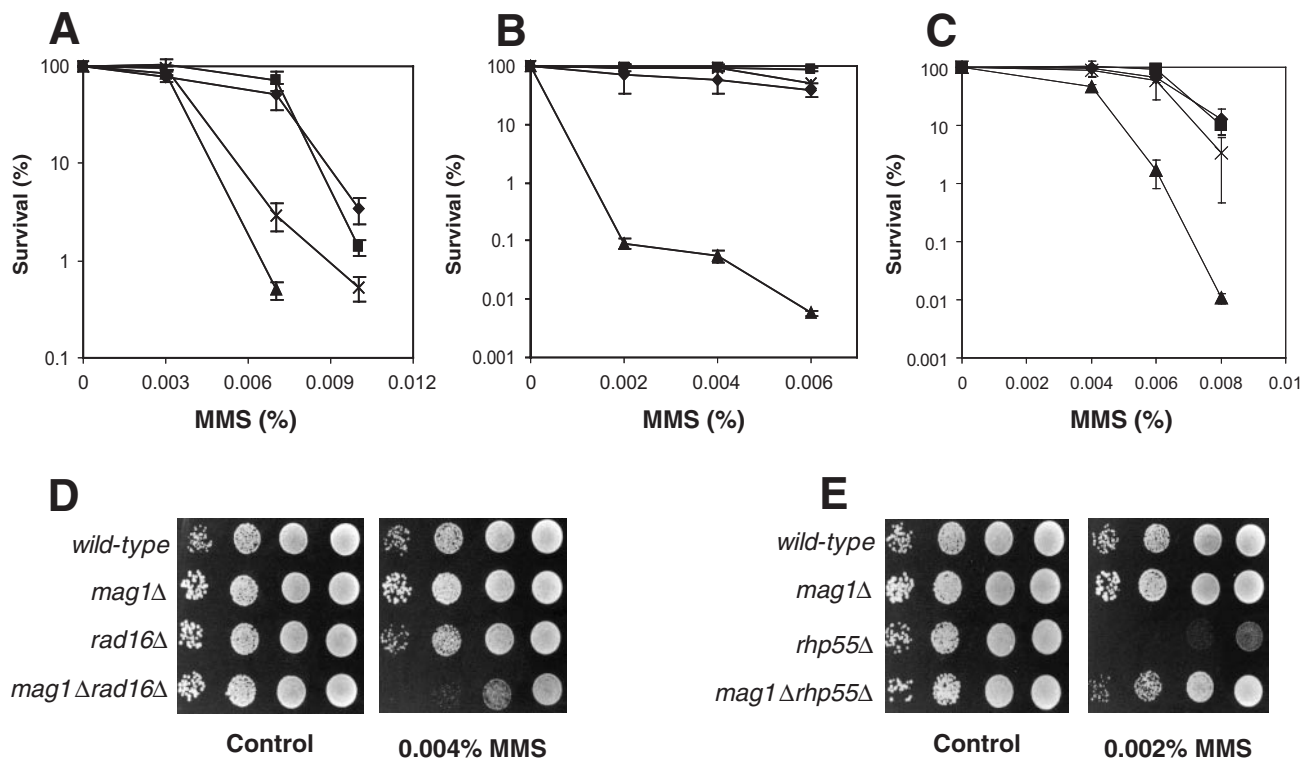 A
B
C
100
10
1
0.1
Survival (%)
0
0.003
0.006
0.009
0.012
MMS (%)
100
10
1
0.1
0.01
0.001
Survival (%)
0
0.002
0.004
0.006
MMS (%)
100
10
1
0.1
0.01
0.001
Survival (%)
0
0.002
0.004
0.006
0.008
0.01
MMS (%)
D
wild-type
mag1Δ
rad16Δ
mag1Δrad16Δ
Control
0.004% MMS
E
wild-type
mag1Δ
rhp55Δ
mag1Δrhp55Δ
Control
0.002% MMS